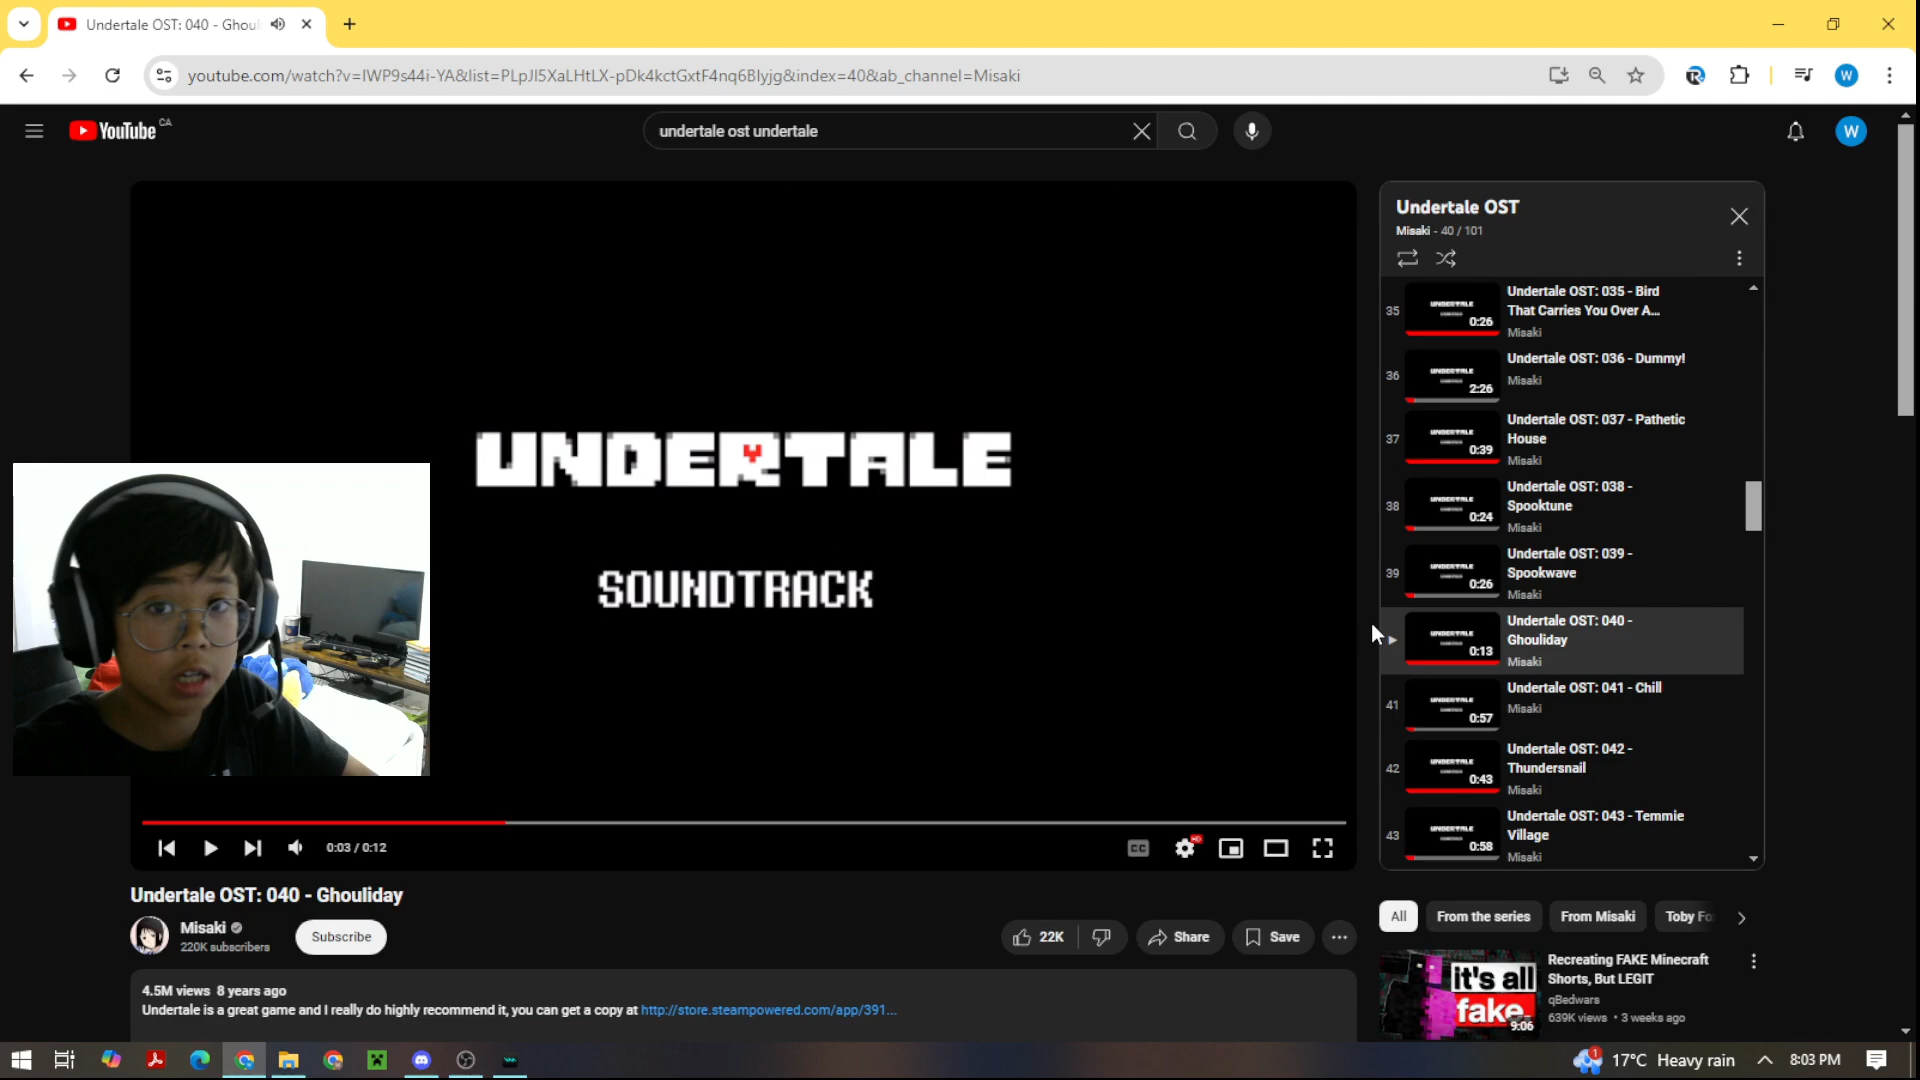 Undertale OST: 040 - Ghoul
youtube.com/watch?v=IWP9s44i-YA&list=PLpJl5XaLHtLX-pDk4kctGxtF4nq6BIyjg&index=40&ab_channel=Misaki
W
YouTube CA
undertale ost undertale
W
UNDERTALE
SOUNDTRACK
0:03 / 0:12
CC
HD
Undertale OST
Misaki - 40 / 101
35
0:26
Undertale OST: 035 - Bird
That Carries You Over A...
Misaki
36
2:26
Undertale OST: 036 - Dummy!
Misaki
37
0:39
Undertale OST: 037 - Pathetic
House
Misaki
38
0:24
Undertale OST: 038 -
Spooktune
Misaki
39
0:26
Undertale OST: 039 -
Spookwave
Misaki
0:13
Undertale OST: 040 -
Ghouliday
Misaki
41
0:57
Undertale OST: 041 - Chill
Misaki
42
0:43
Undertale OST: 042 -
Thundersnail
Misaki
43
0:58
Undertale OST: 043 - Temmie
Village
Misaki
Undertale OST: 040 - Ghouliday
Misaki
220K subscribers
Subscribe
22K
Share
Save
4.5M views 8 years ago
Undertale is a great game and I really do highly recommend it, you can get a copy at http://store.steampowered.com/app/391...
All
From the series
From Misaki
Toby Fo
it's all
fake
9:06
Recreating FAKE Minecraft
Shorts, But LEGIT
qBedwars
639K views • 3 weeks ago
1
17°C Heavy rain
8:03 PM